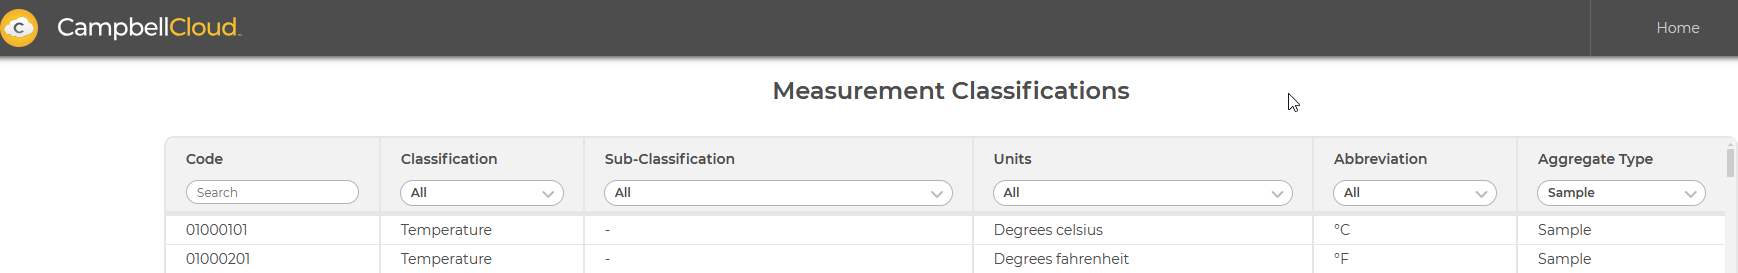 C CampbellCloud™ Home
Measurement Classifications
Code Classification Sub-Classification Units Abbreviation Aggregate Type
Search All All All All Sample
01000101 Temperature - Degrees celsius °C Sample
01000201 Temperature - Degrees fahrenheit °F Sample